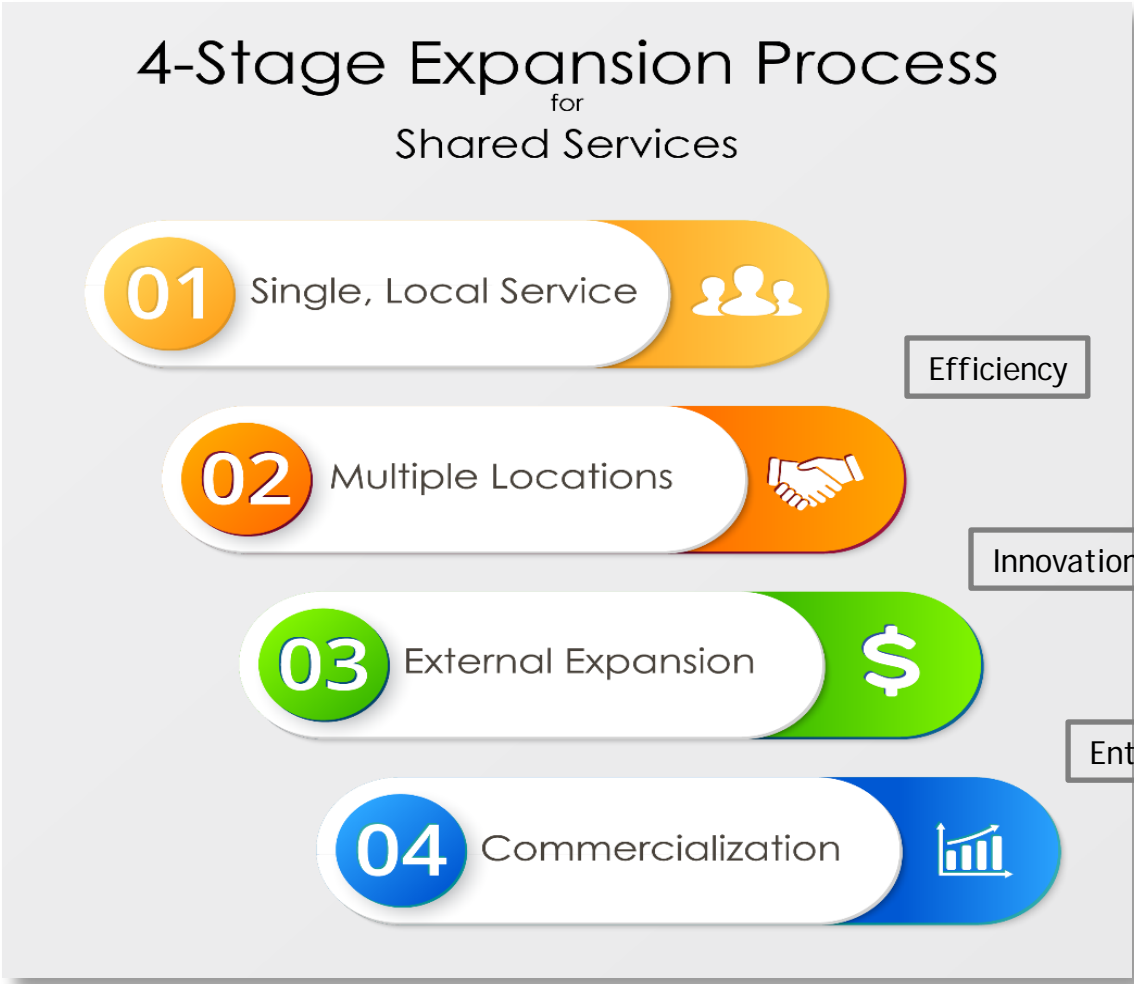 4-Stage Expansion Process
for
Shared Services
01 Single, Local Service
Efficiency
02 Multiple Locations
Innovation
03 External Expansion
$
Ent
04 Commercialization